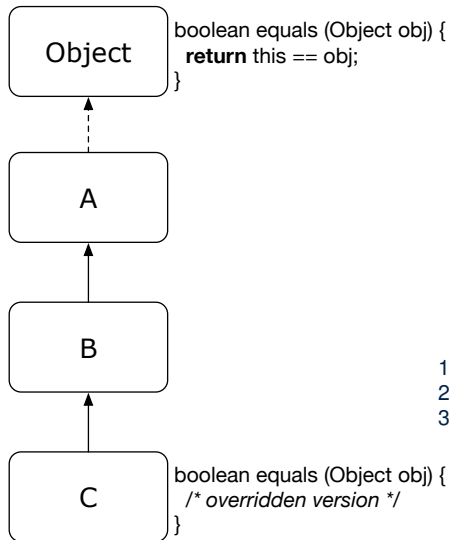 Object
boolean equals (Object obj) {
return this == obj;
}
A
B
1
2
3
C
boolean equals (Object obj) {
/* overridden version */
}